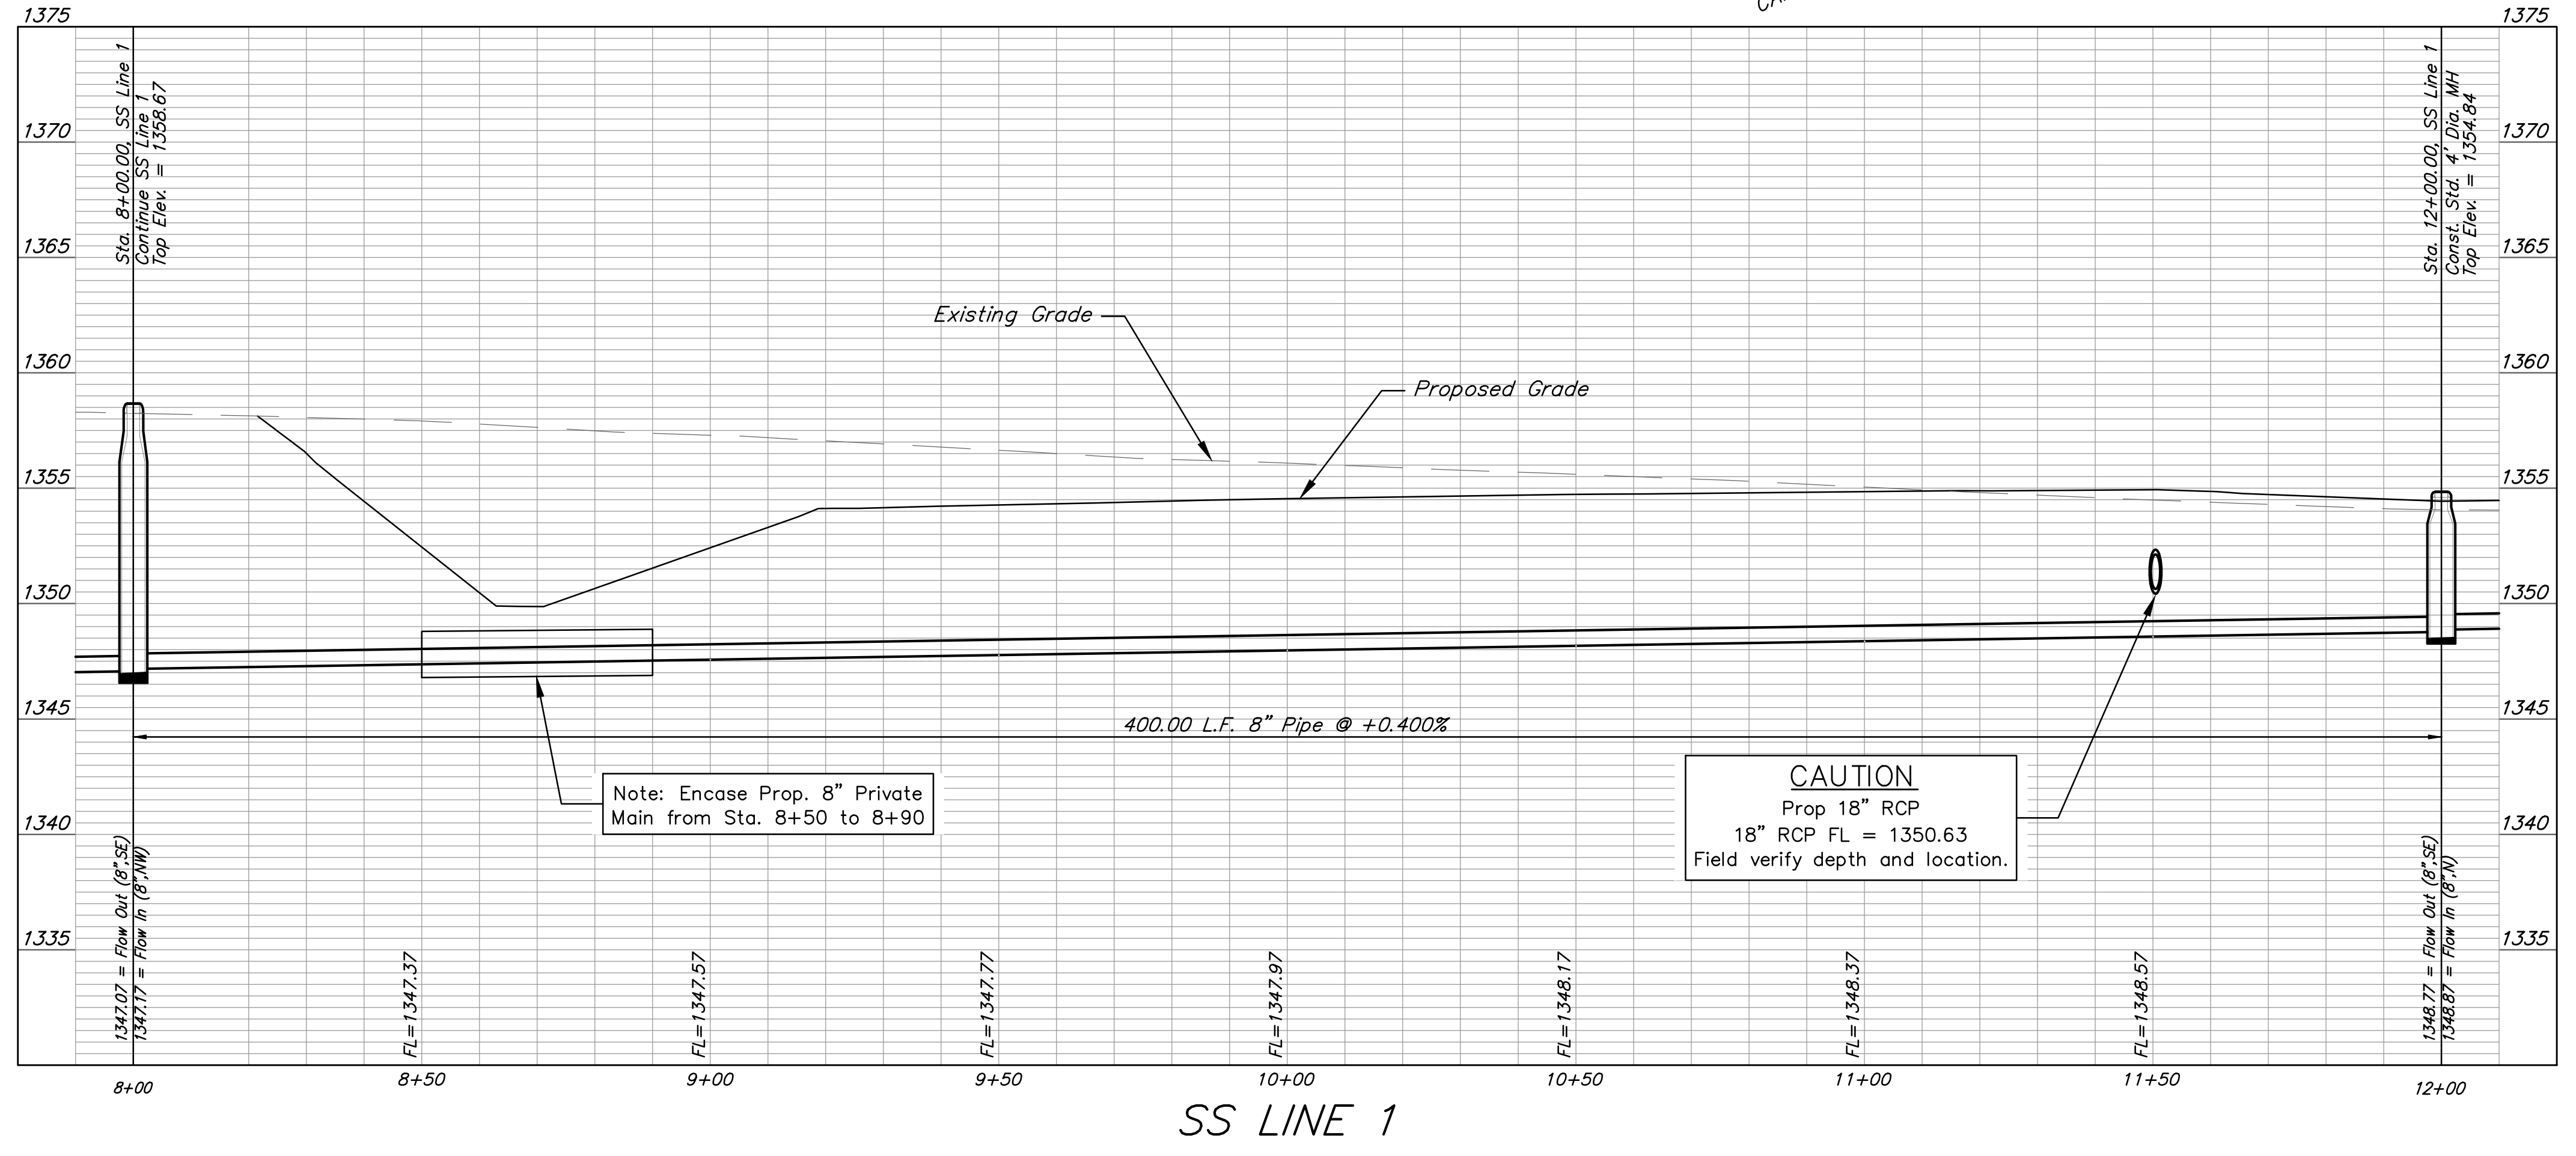 1375
1370
1365
1360
1355
1350
1345
1340
1335
1375
1370
1365
1360
1355
1350
1345
1340
1335
Sta. 8+00.00, SS Line 1
Continue SS Line 1
Top Elev. = 1358.67
Sta. 12+00.00, SS Line 1
Const. Std. 4' Dia. MH
Top Elev. = 1354.84
Existing Grade
Proposed Grade
400.00 L.F. 8" Pipe @ +0.400%
Note: Encase Prop. 8" Private
Main from Sta. 8+50 to 8+90
CAUTION
Prop 18" RCP
18" RCP FL = 1350.63
Field verify depth and location.
1347.07 = Flow Out (8",SE)
1347.17 = Flow In (8",NW)
FL=1347.37
FL=1347.57
FL=1347.77
FL=1347.97
FL=1348.17
FL=1348.37
FL=1348.57
1348.77 = Flow Out (8",SE)
1348.87 = Flow In (8",N)
8+00
8+50
9+00
9+50
10+00
10+50
11+00
11+50
12+00
SS LINE 1